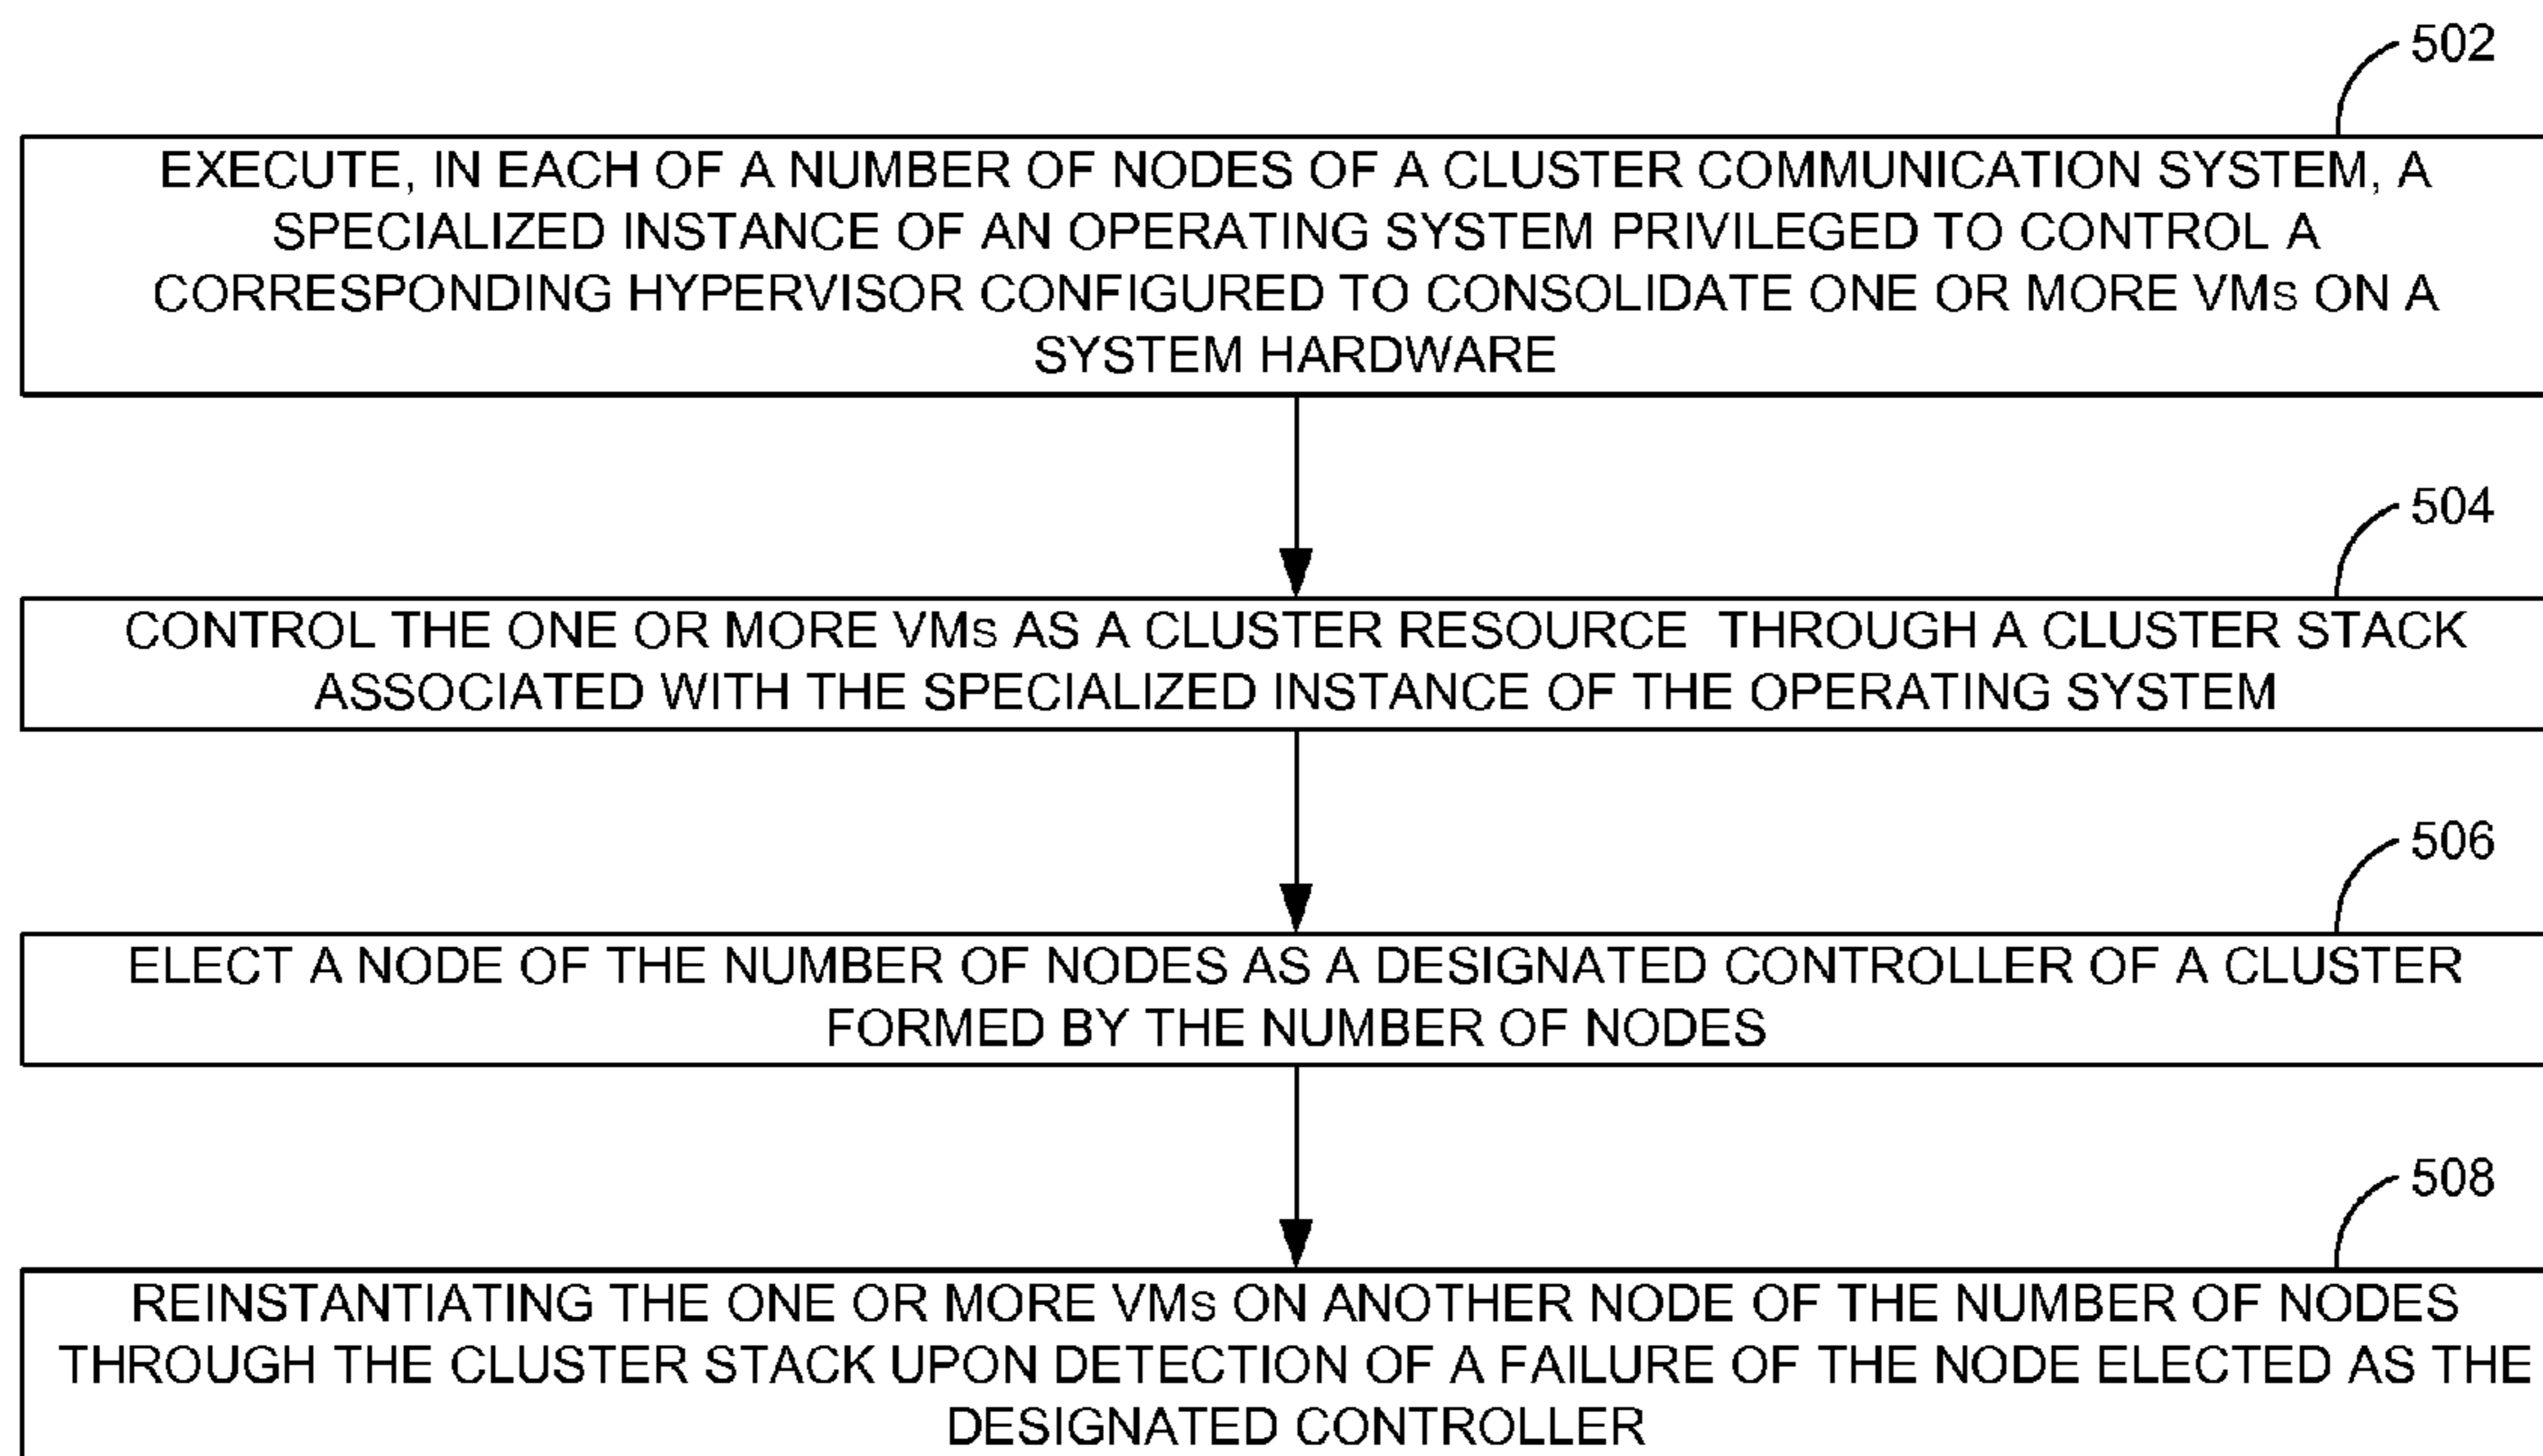 502
EXECUTE, IN EACH OF A NUMBER OF NODES OF A CLUSTER COMMUNICATION SYSTEM, A
SPECIALIZED INSTANCE OF AN OPERATING SYSTEM PRIVILEGED TO CONTROL A
CORRESPONDING HYPERVISOR CONFIGURED TO CONSOLIDATE ONE OR MORE VMs ON A
SYSTEM HARDWARE
504
CONTROL THE ONE OR MORE VMs AS A CLUSTER RESOURCE THROUGH A CLUSTER STACK
ASSOCIATED WITH THE SPECIALIZED INSTANCE OF THE OPERATING SYSTEM
506
ELECT A NODE OF THE NUMBER OF NODES AS A DESIGNATED CONTROLLER OF A CLUSTER
FORMED BY THE NUMBER OF NODES
508
REINSTANTIATING THE ONE OR MORE VMs ON ANOTHER NODE OF THE NUMBER OF NODES
THROUGH THE CLUSTER STACK UPON DETECTION OF A FAILURE OF THE NODE ELECTED AS THE
DESIGNATED CONTROLLER